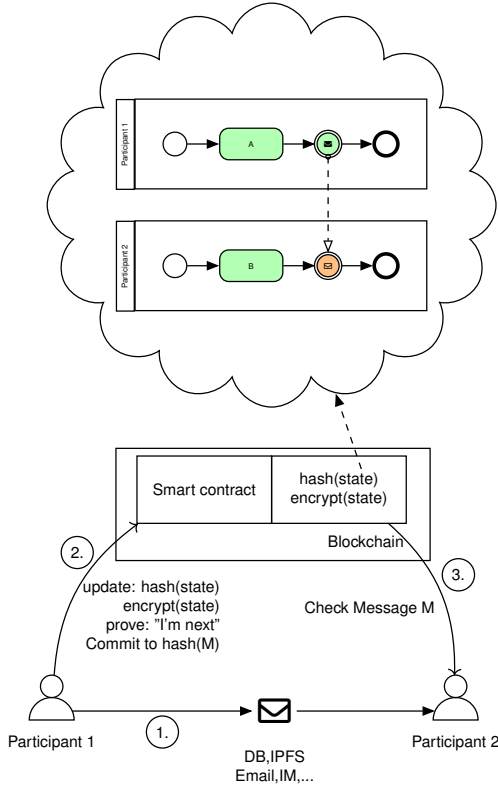 Participant 1
A
Participant 2
B
Smart contract
hash(state)
encrypt(state)
Blockchain
2.
3.
update: hash(state)
encrypt(state)
prove: ”I’m next”
Commit to hash(M)
Check Message M
1.
Participant 1
Participant 2
DB,IPFS
Email,IM,...